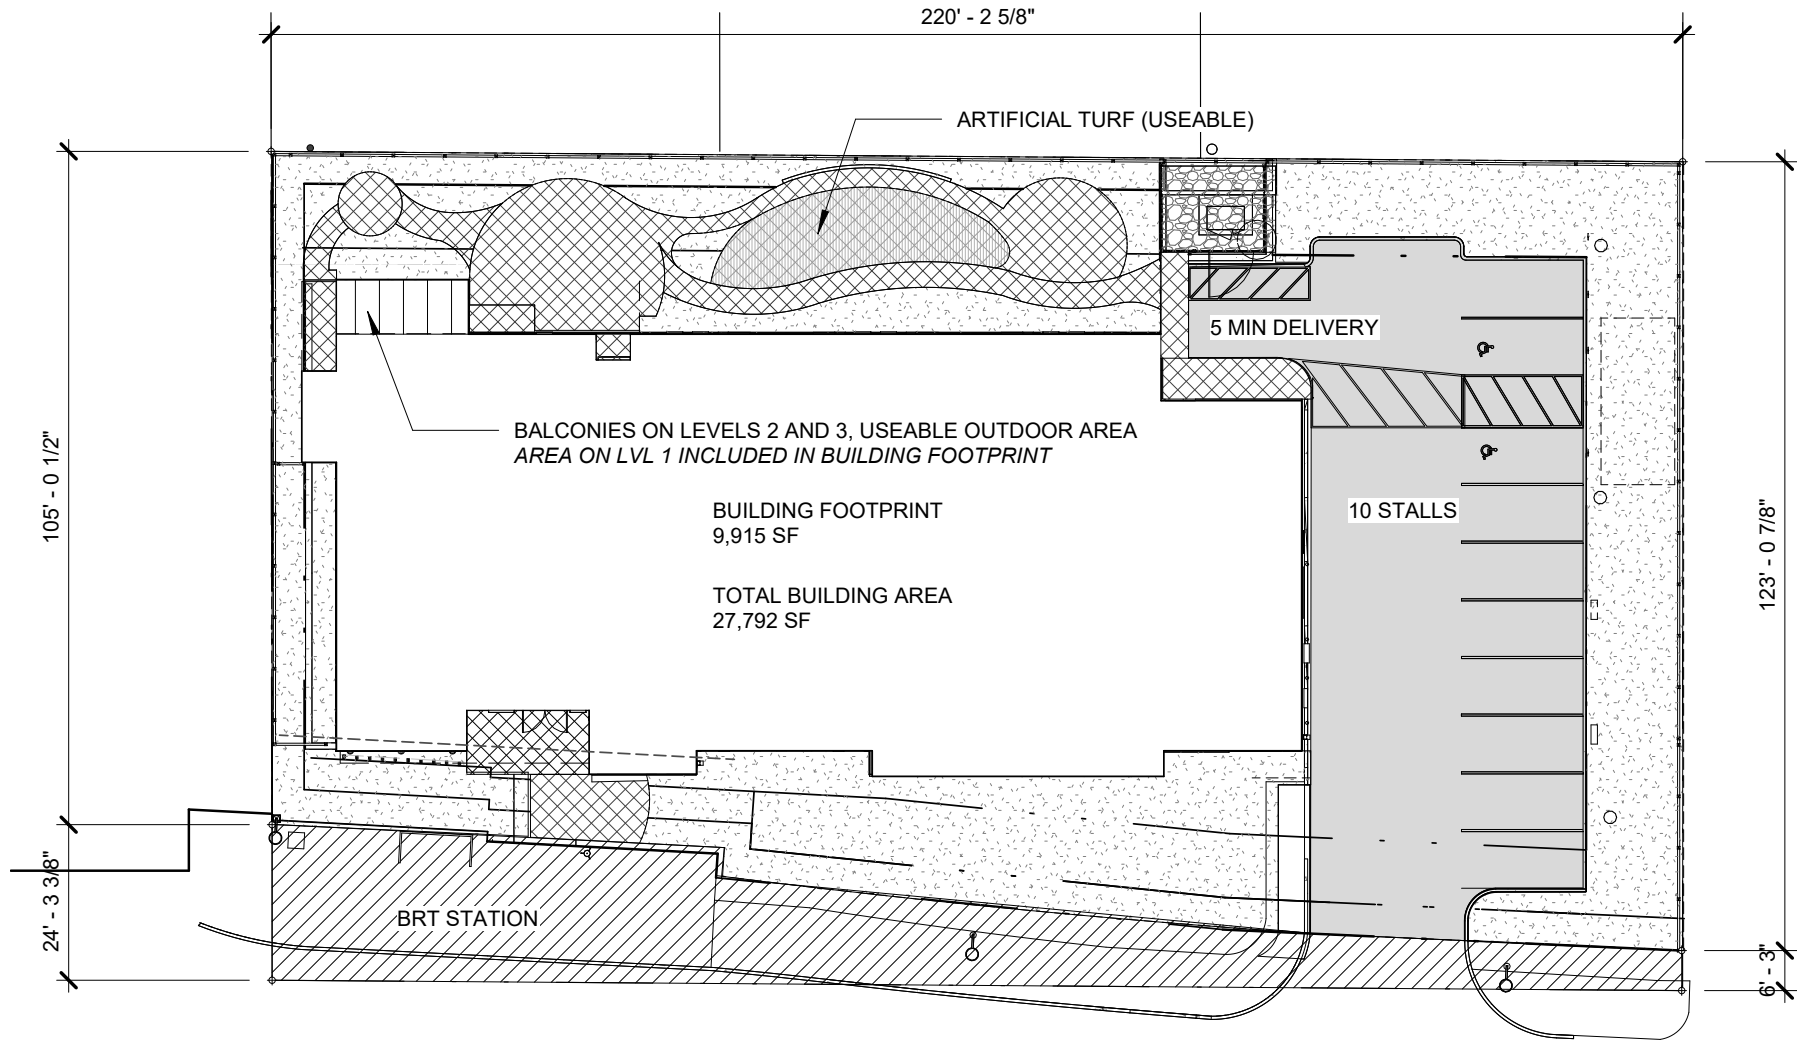 220' - 2 5/8"
ARTIFICIAL TURF (USEABLE)
5 MIN DELIVERY
BALCONIES ON LEVELS 2 AND 3, USEABLE OUTDOOR AREA
AREA ON LVL 1 INCLUDED IN BUILDING FOOTPRINT
105' - 0 1/2"
BUILDING FOOTPRINT
9,915 SF
10 STALLS
123' - 0 7/8"
TOTAL BUILDING AREA
27,792 SF
24' - 3 3/8"
BRT STATION
6' - 3"